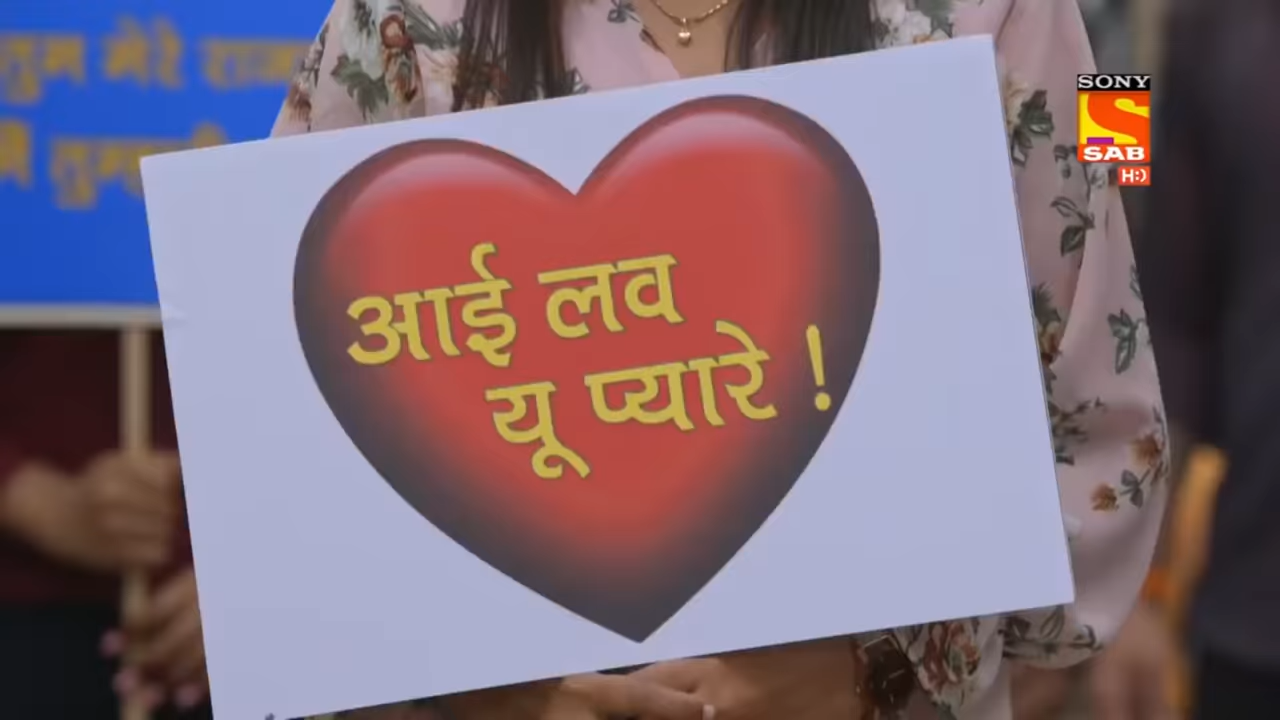 तुम मेरे राम
मैं तुम्हारी
SONY
SAB
HD
आई लव
यू प्यारे !